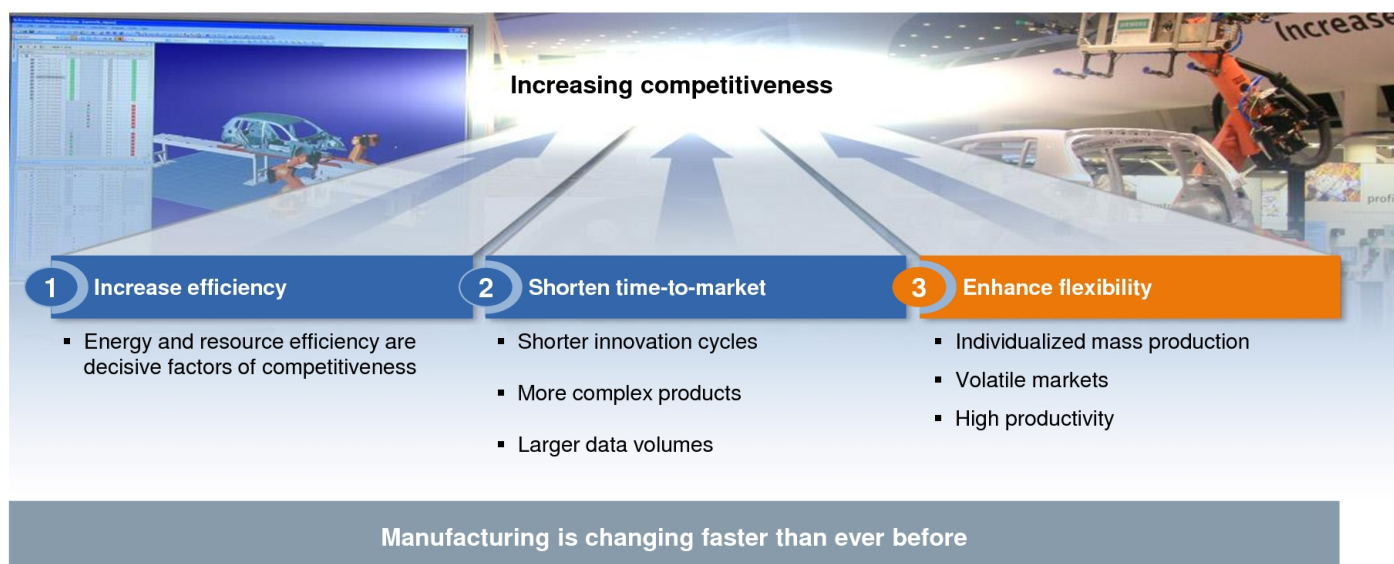 Increase
SIEMENS
Increasing competitiveness
profi
1 Increase efficiency
2 Shorten time-to-market
3 Enhance flexibility
▪ Energy and resource efficiency are
decisive factors of competitiveness
▪ Shorter innovation cycles
▪ More complex products
▪ Larger data volumes
▪ Individualized mass production
▪ Volatile markets
▪ High productivity
Manufacturing is changing faster than ever before